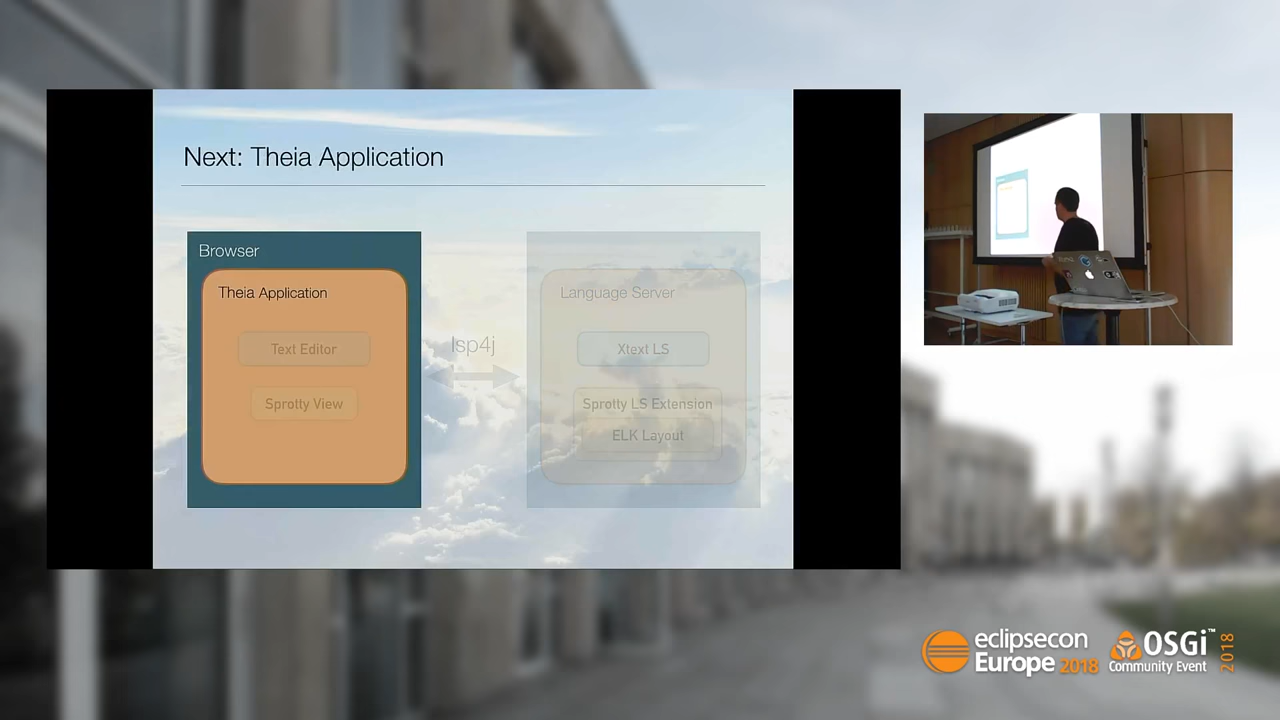 Next: Theia Application
Browser
Theia Application
Text Editor
Sprotty View
lsp4j
Language Server
Xtext LS
Sprotty LS Extension
ELK Layout
eclipsecon
Europe 2018
OSGi™
Community Event
2018